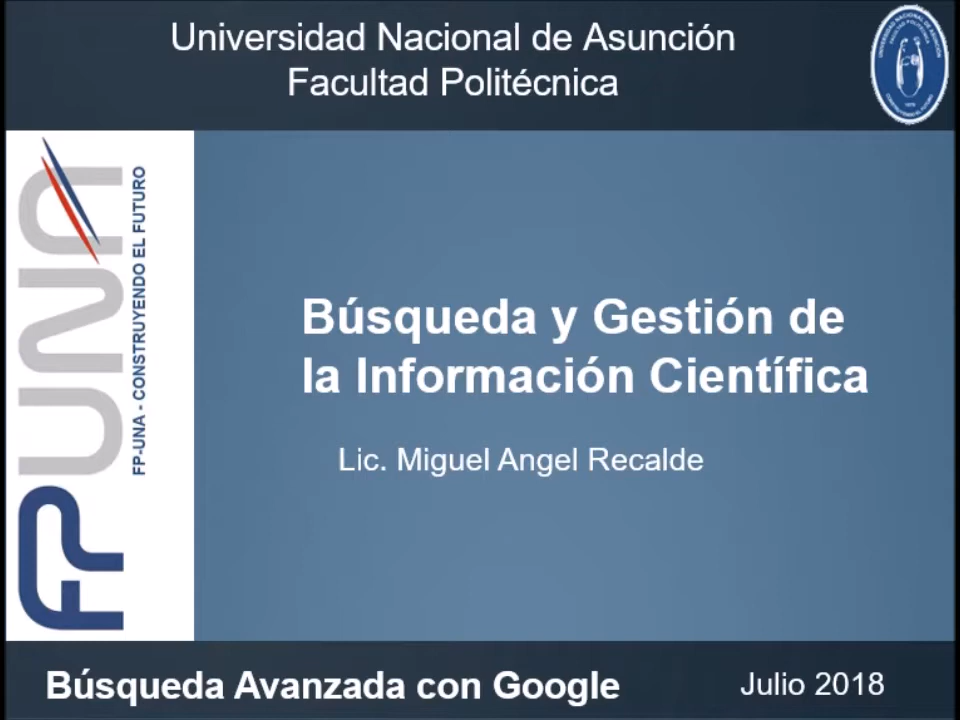 Universidad Nacional de Asunción
Facultad Politécnica
FPUNA
FP-UNA - CONSTRUYENDO EL FUTURO
Búsqueda y Gestión de
la Información Científica
Lic. Miguel Angel Recalde
Búsqueda Avanzada con Google
Julio 2018